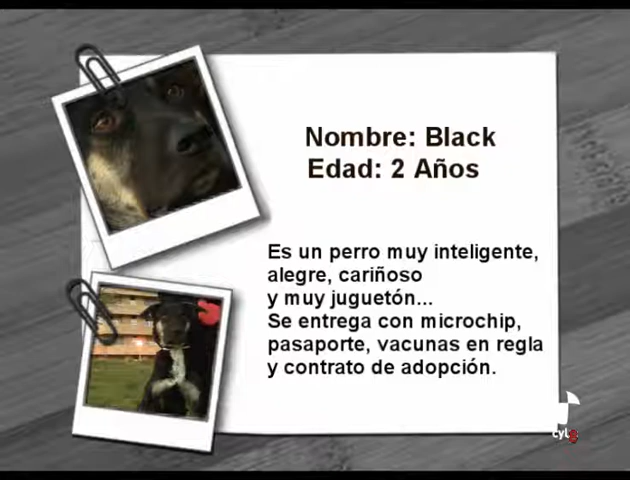 Nombre: Black
Edad: 2 Años
Es un perro muy inteligente,
alegre, cariñoso
y muy juguetón...
Se entrega con microchip,
pasaporte, vacunas en regla
y contrato de adopción.
cyl8